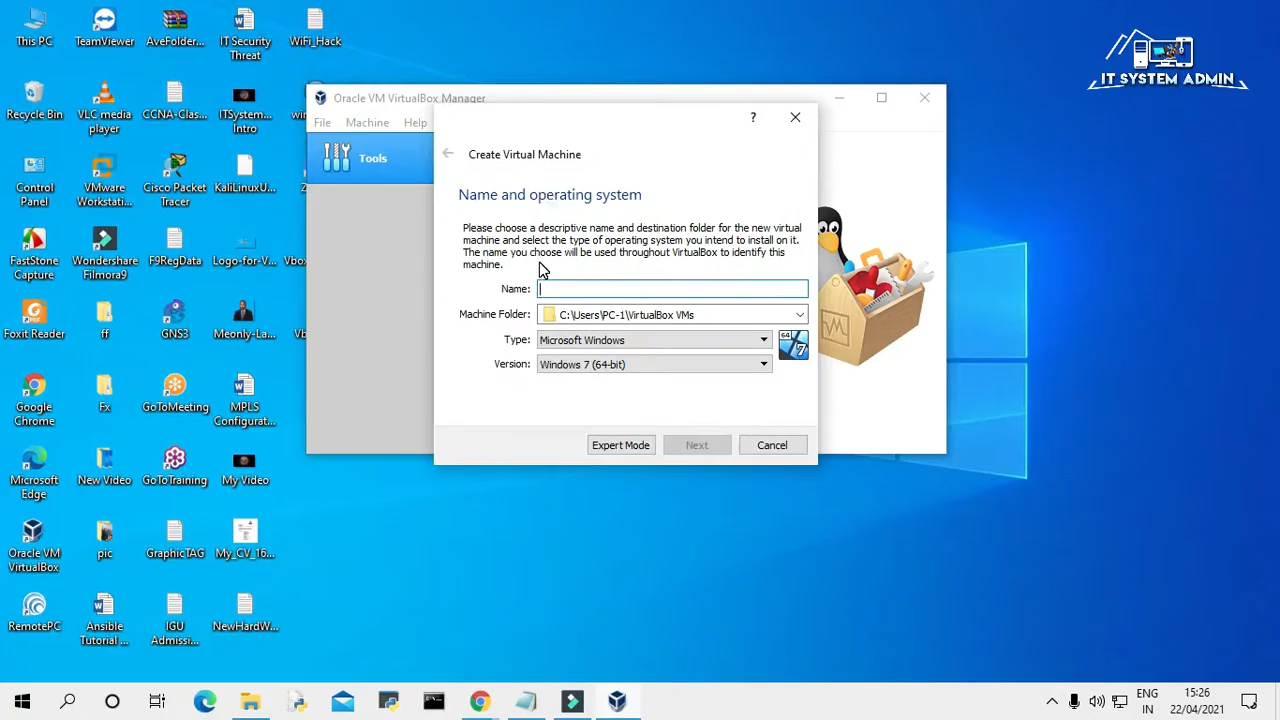 This PC
TeamViewer
AveFolder...
IT Security
Threat
WiFi_Hack
Recycle Bin
VLC media
player
CCNA-Clas...
ITSystem...
Intro
Control
Panel
VMware
Workstati...
Cisco Packet
Tracer
KaliLinuxU...
FastStone
Capture
Wondershare
Filmora9
F9RegData
Logo-for-V...
Foxit Reader
ff
GNS3
Meonly-La...
Google
Chrome
Fx
GoToMeeting
MPLS
Configurat...
Microsoft
Edge
New Video
GoToTraining
My Video
Oracle VM
VirtualBox
pic
GraphicTAG
My_CV_16...
RemotePC
Ansible
Tutorial ...
IGU
Admissi...
NewHardW...
IT SYSTEM ADMIN
Oracle VM VirtualBox Manager
File Machine Help
Tools
Create Virtual Machine
Name and operating system
Please choose a descriptive name and destination folder for the new virtual
machine and select the type of operating system you intend to install on it.
The name you choose will be used throughout VirtualBox to identify this
machine.
Name:
Machine Folder: C:\Users\PC-1\VirtualBox VMs
Type: Microsoft Windows
64
7
Version: Windows 7 (64-bit)
Expert Mode Next Cancel
ENG
IN
15:26
22/04/2021